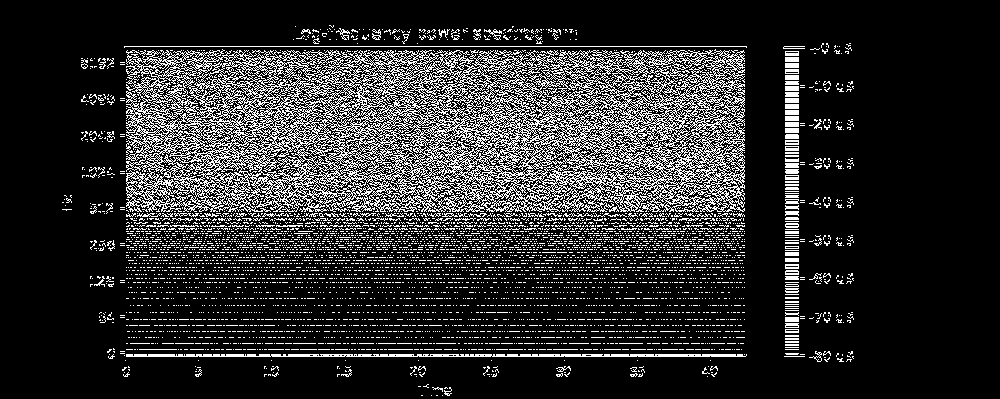 Log-frequency power spectrogram
8192
4096
2048
1024
512
256
128
64
0
Hz
0
5
10
15
20
25
30
35
40
Time
+0 dB
-10 dB
-20 dB
-30 dB
-40 dB
-50 dB
-60 dB
-70 dB
-80 dB